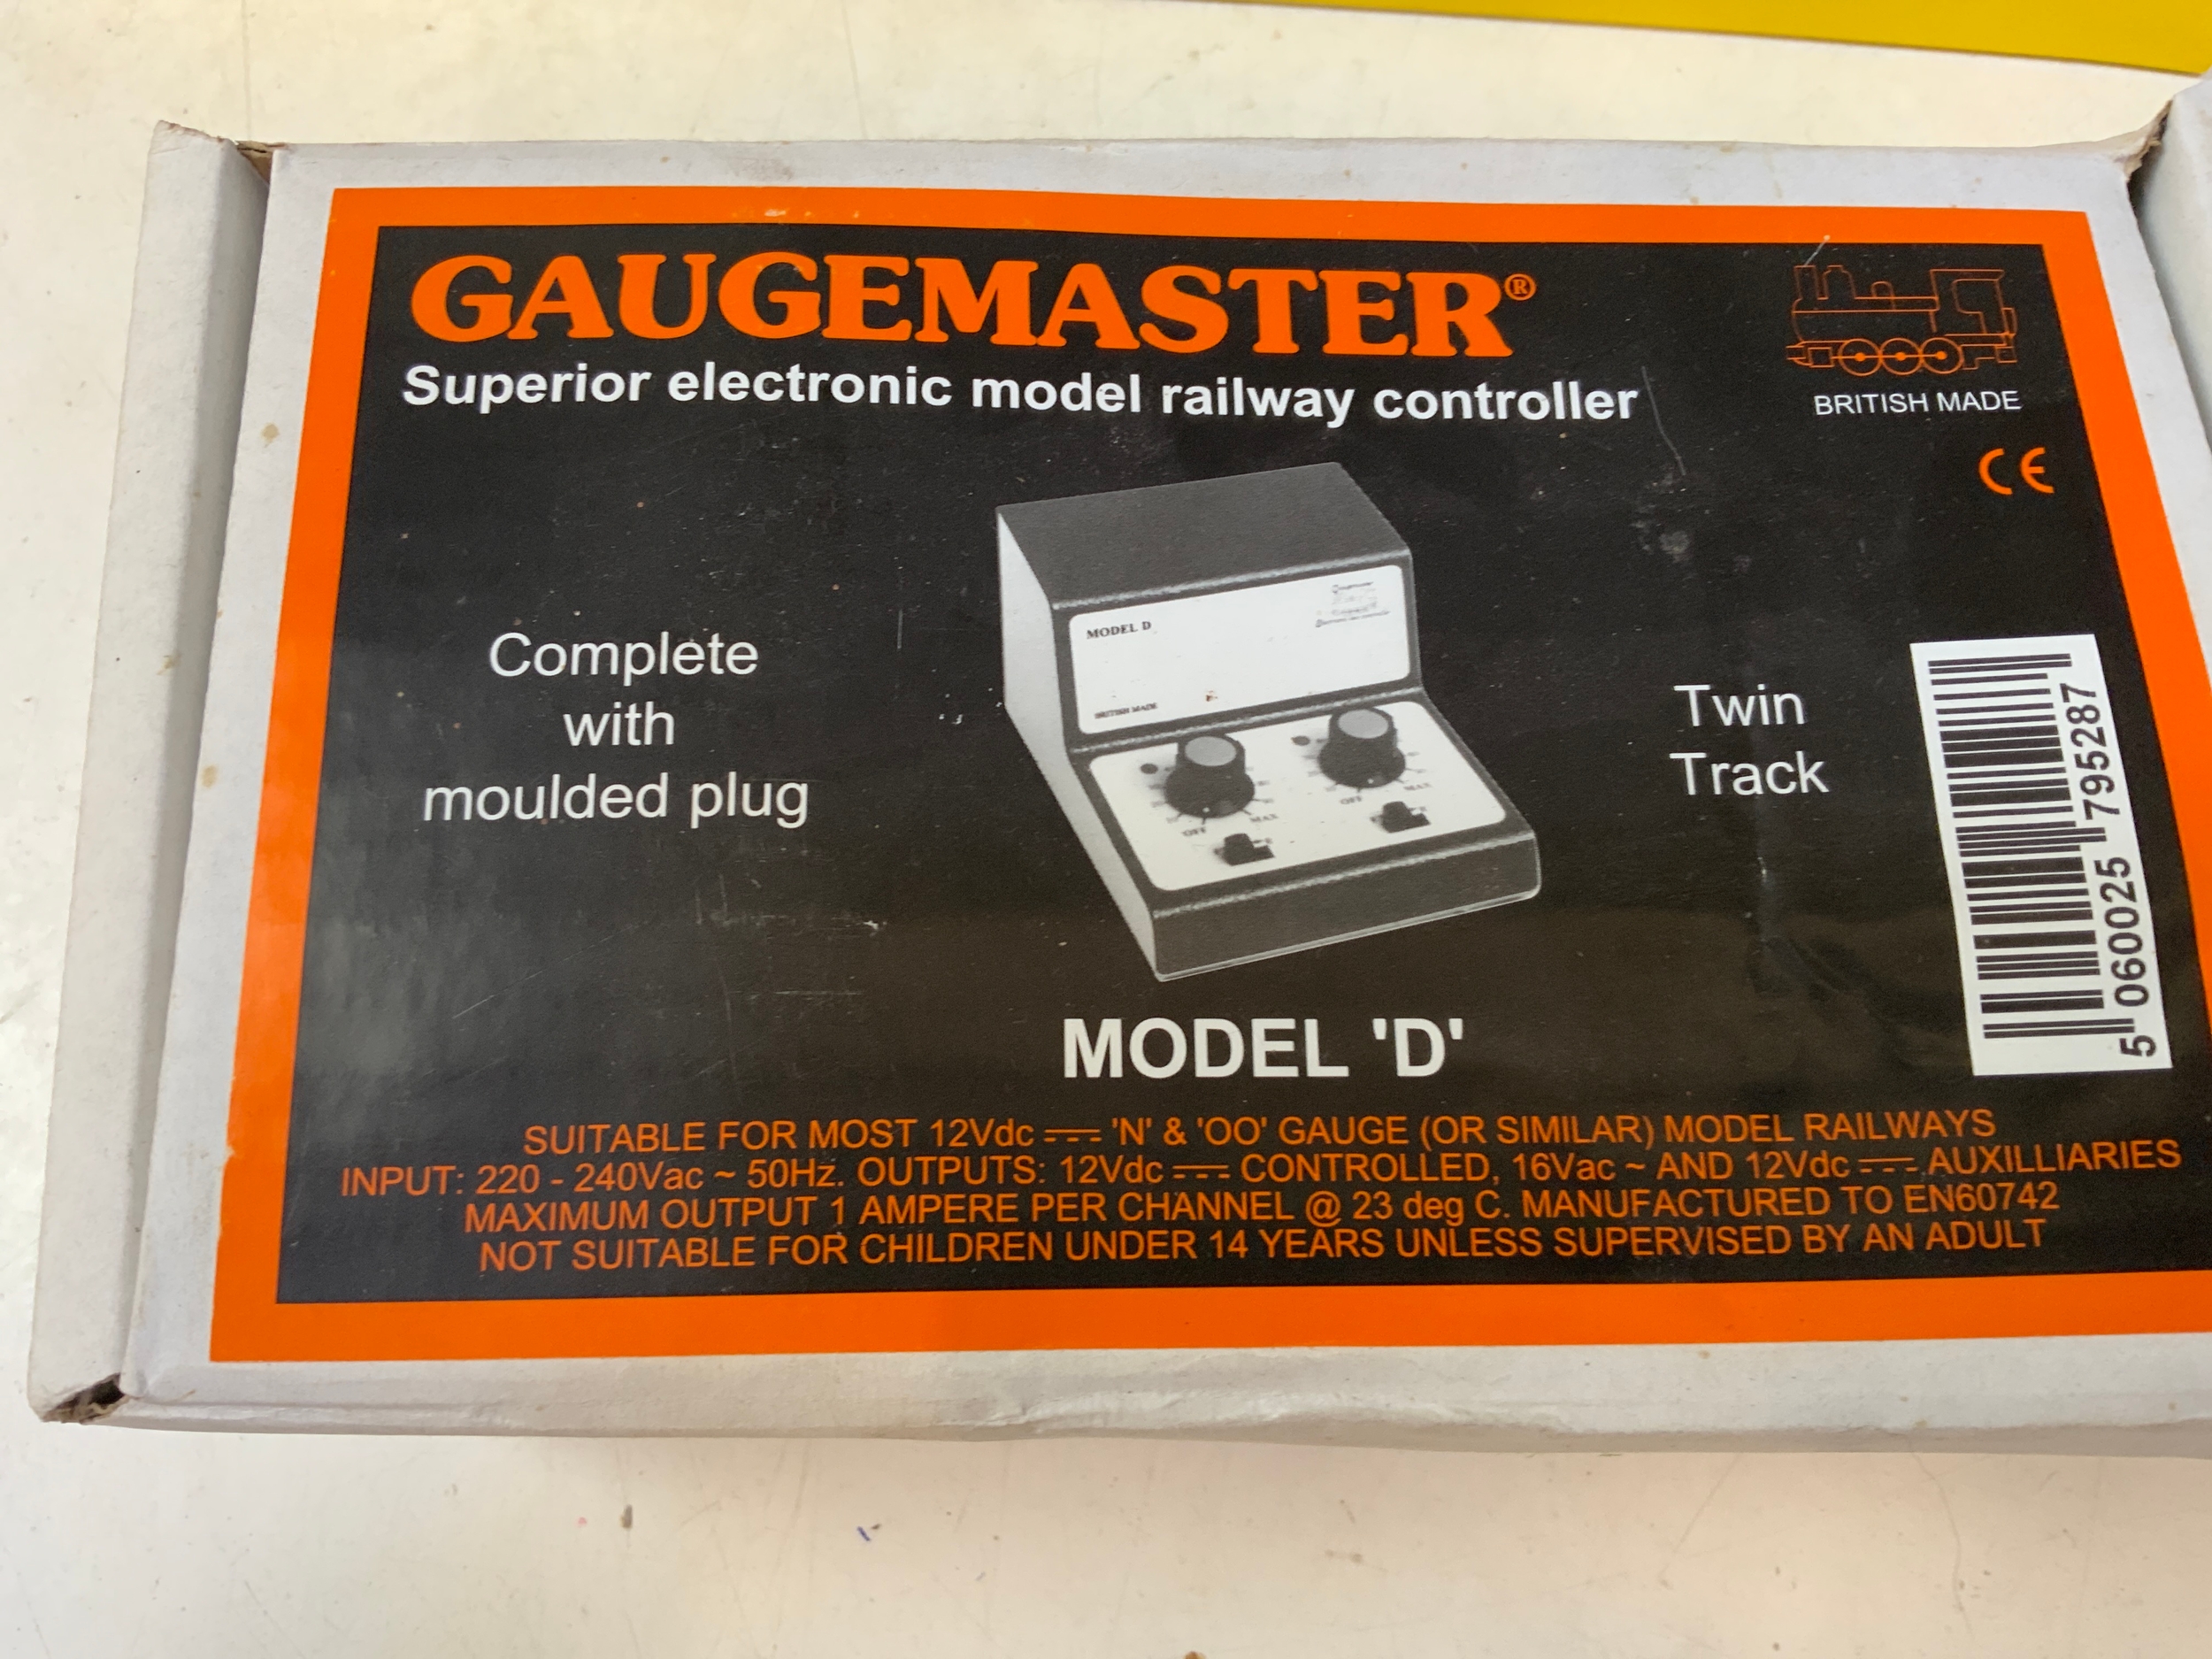 GAUGEMASTER®
Superior electronic model railway controller
BRITISH MADE
CE
Complete
with
moulded plug
MODEL D
BRITISH MADE
OFF
MAX
OFF
MAX
Twin
Track
5 060025 795287
MODEL 'D'
SUITABLE FOR MOST 12Vdc ⎓ 'N' & 'OO' GAUGE (OR SIMILAR) MODEL RAILWAYS
INPUT: 220 - 240Vac ~ 50Hz. OUTPUTS: 12Vdc ⎓ CONTROLLED, 16Vac ~ AND 12Vdc ⎓ AUXILLIARIES
MAXIMUM OUTPUT 1 AMPERE PER CHANNEL @ 23 deg C. MANUFACTURED TO EN60742
NOT SUITABLE FOR CHILDREN UNDER 14 YEARS UNLESS SUPERVISED BY AN ADULT